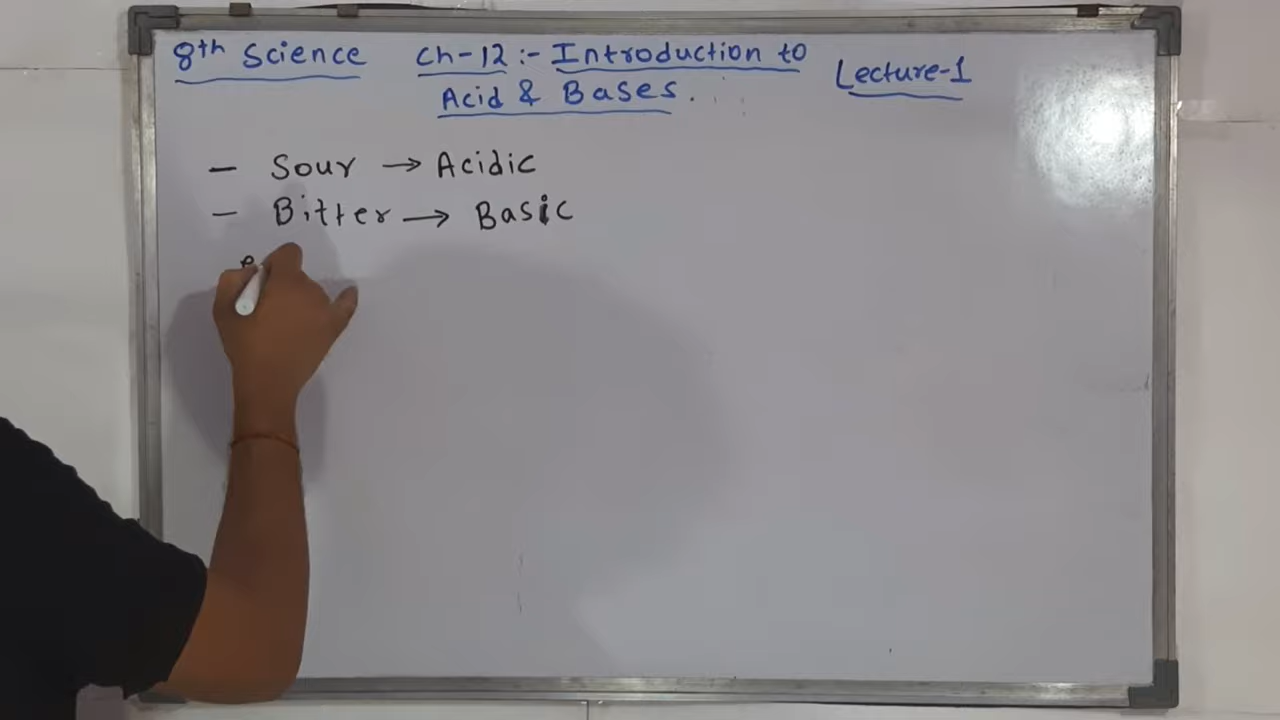 8th Science Ch-12 :- Introduction to Lecture-1
Acid & Bases.
- Sour → Acidic
- Bitter → Basic